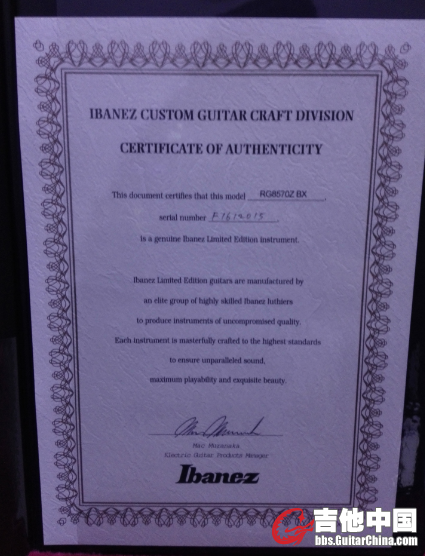 IBANEZ CUSTOM GUITAR CRAFT DIVISION
CERTIFICATE OF AUTHENTICITY
This document certifies that this model RG8570Z BX,
serial number F1612015,
is a genuine Ibanez Limited Edition instrument.
Ibanez Limited Edition guitars are manufactured by
an elite group of highly skilled Ibanez luthiers
to produce instruments of uncompromised quality.
Each instrument is masterfully crafted to the highest standards
to ensure unparalleled sound,
maximum playability and exquisite beauty.
Electric Guitar Products Manager
Ibanez
吉他中国
bbs.GuitarChina.com